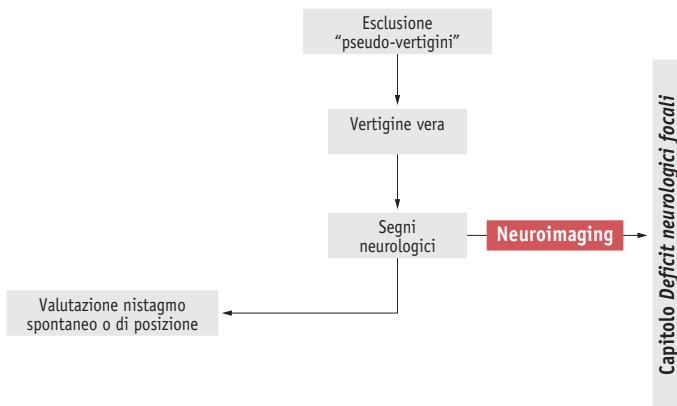 Esclusione
“pseudo-vertigini”
Vertigine vera
Segni
neurologici
Neuroimaging
Capitolo Deficit neurologici focali
Valutazione nistagmo
spontaneo o di posizione